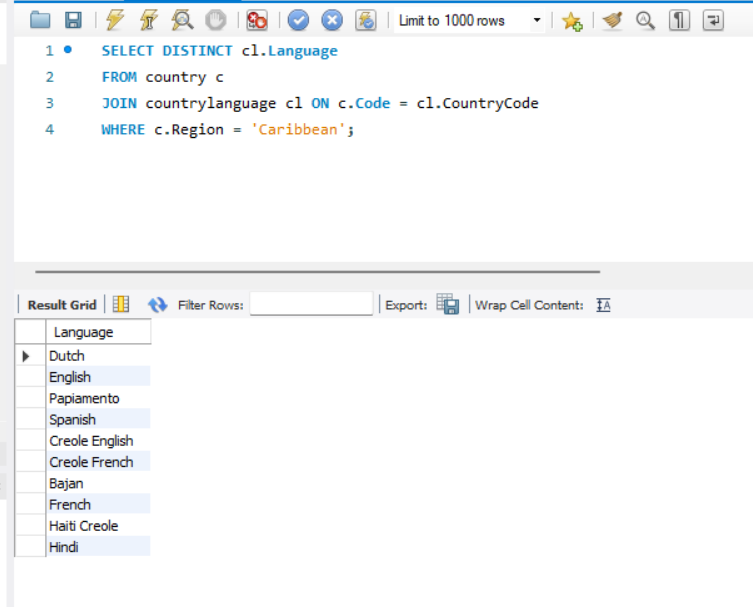 Limit to 1000 rows
1 SELECT DISTINCT cl.Language
2 FROM country c
3 JOIN countrylanguage cl ON c.Code = cl.CountryCode
4 WHERE c.Region = 'Caribbean';
Result Grid Filter Rows: Export: Wrap Cell Content:
Language
Dutch
English
Papiamento
Spanish
Creole English
Creole French
Bajan
French
Haiti Creole
Hindi